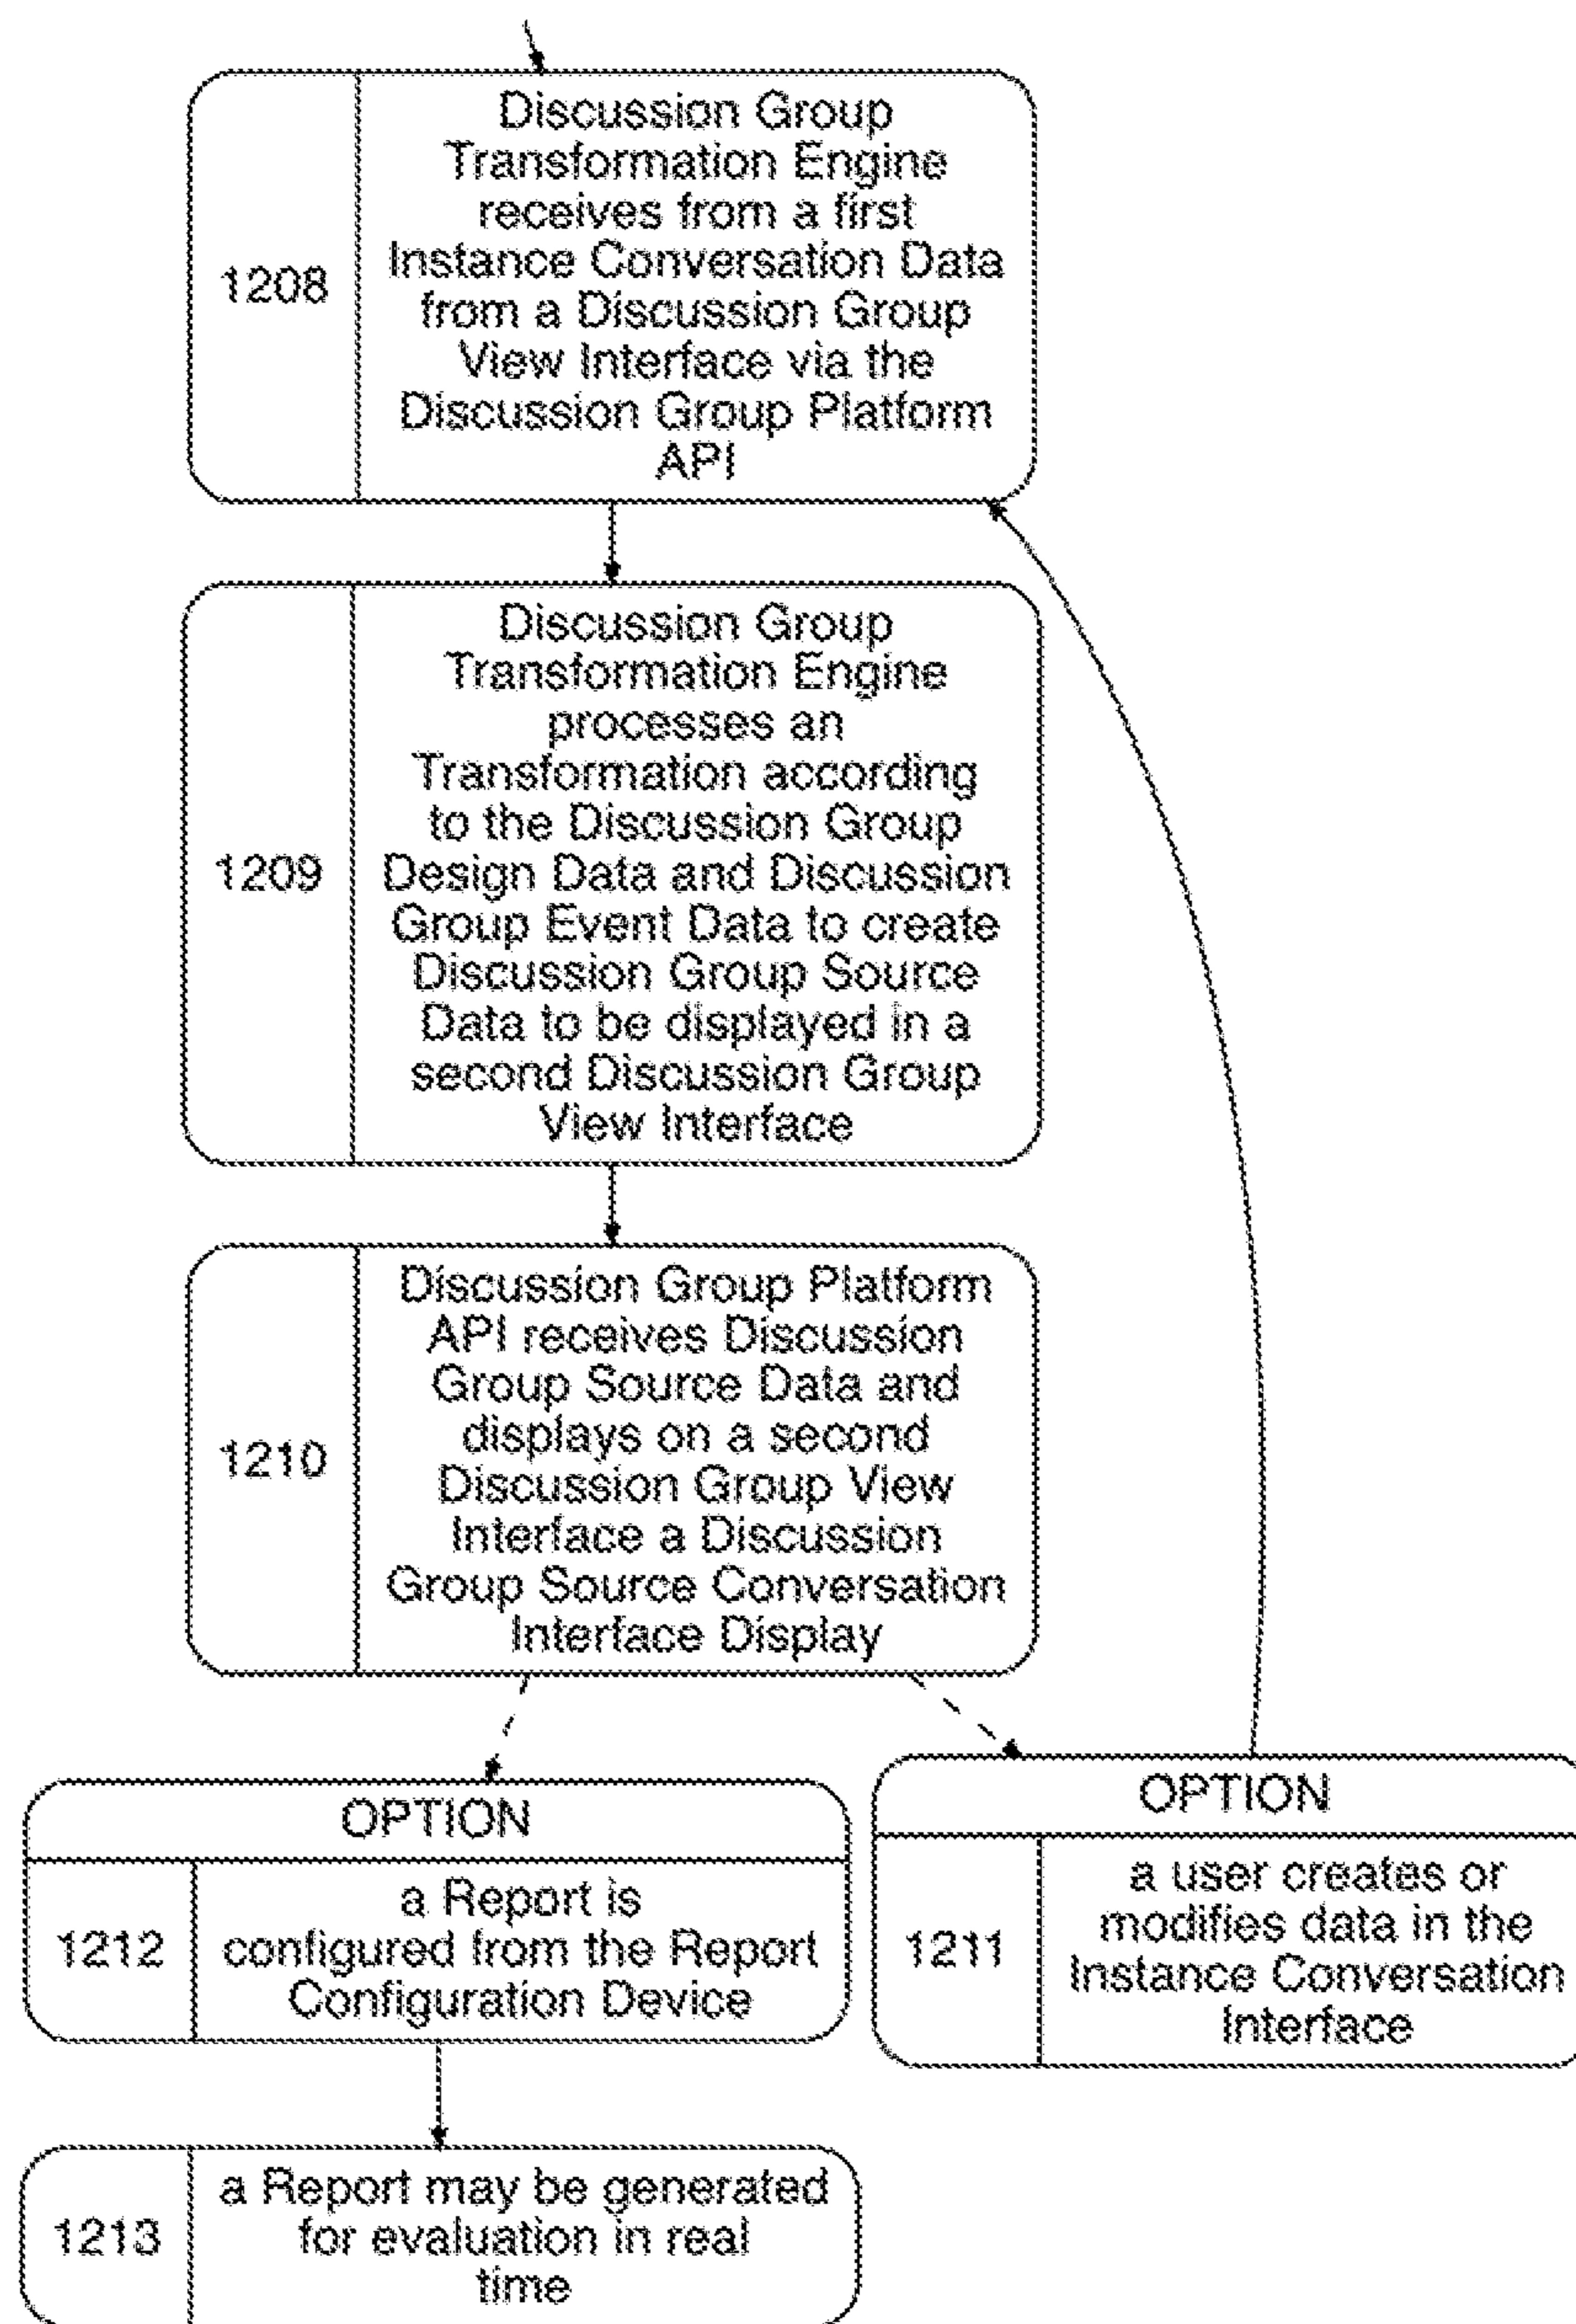 1208
Discussion Group
Transformation Engine
receives from a first
Instance Conversation Data
from a Discussion Group
View Interface via the
Discussion Group Platform
API
1209
Discussion Group
Transformation Engine
processes an
Transformation according
to the Discussion Group
Design Data and Discussion
Group Event Data to create
Discussion Group Source
Data to be displayed in a
second Discussion Group
View Interface
1210
Discussion Group Platform
API receives Discussion
Group Source Data and
displays on a second
Discussion Group View
Interface a Discussion
Group Source Conversation
Interface Display
OPTION
1212
a Report is
configured from the Report
Configuration Device
OPTION
1211
a user creates or
modifies data in the
Instance Conversation
Interface
1213
a Report may be generated
for evaluation in real
time